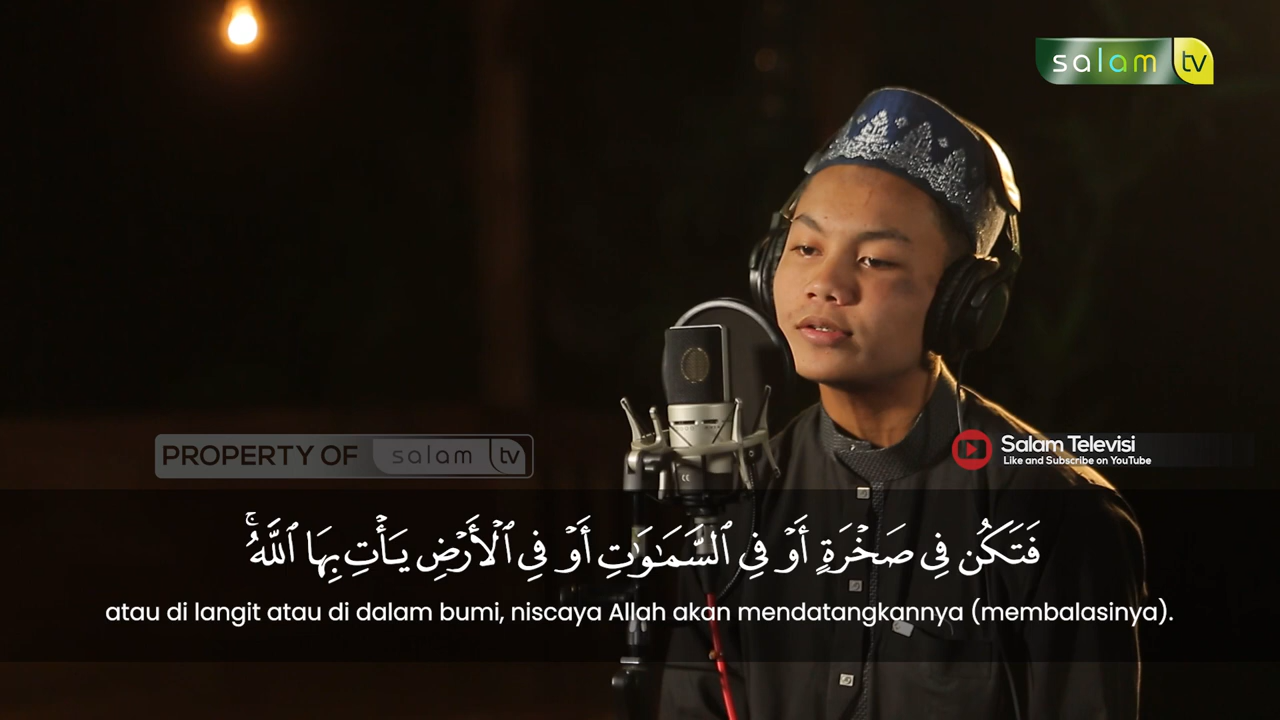 salam tv
PROPERTY OF salam tv
Salam Televisi
Like and Subscribe on YouTube
فَتَكُن فِي صَخْرَةٍ أَوْ فِي ٱلسَّمَـٰوَٰتِ أَوْ فِي ٱلْأَرْضِ يَأْتِ بِهَا ٱللَّهُۚ
atau di langit atau di dalam bumi, niscaya Allah akan mendatangkannya (membalasinya).